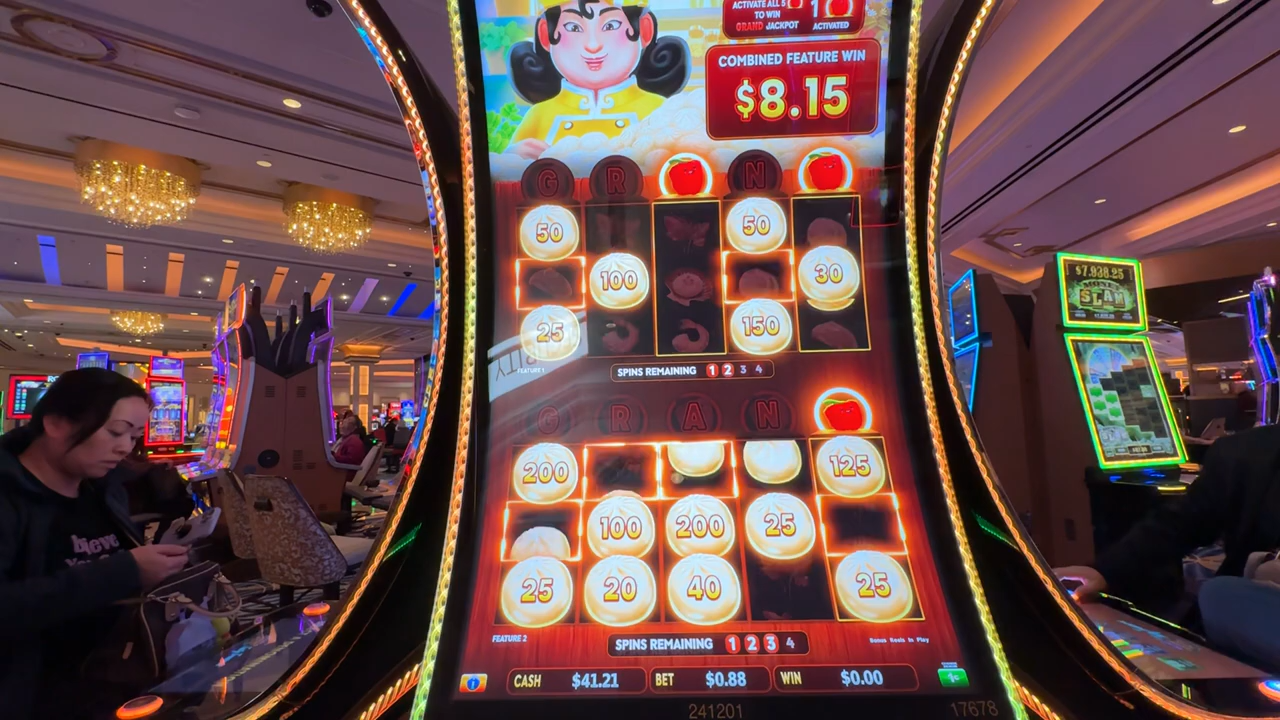 ACTIVATE ALL 5
TO WIN
GRAND JACKPOT
1
ACTIVATED
COMBINED FEATURE WIN
$8.15
G R N
50 50
100 30
25 150
FEATURE 1
SPINS REMAINING 1 2 3 4
G R A N
200 125
100 200 25
25 20 40 25
FEATURE 2
SPINS REMAINING 1 2 3 4
Bonus Reels In Play
CASH $41.21 BET $0.88 WIN $0.00
1¢
241201
17678
$7,938.25
SLAM